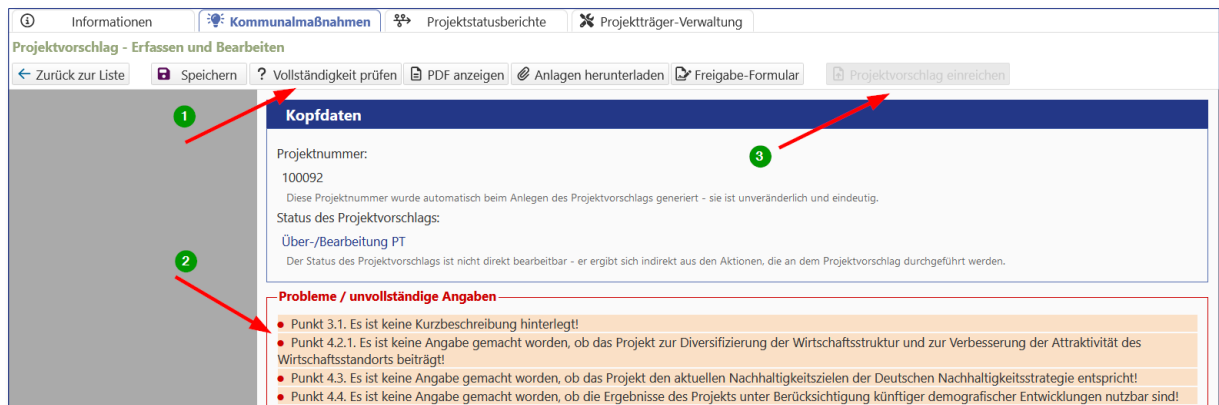 Informationen Kommunalmaßnahmen Projektstatusberichte Projektträger-Verwaltung
Projektvorschlag - Erfassen und Bearbeiten
Zurück zur Liste Speichern ? Vollständigkeit prüfen PDF anzeigen Anlagen herunterladen Freigabe-Formular Projektvorschlag einreichen
1
Kopfdaten
3
Projektnummer:
100092
Diese Projektnummer wurde automatisch beim Anlegen des Projektvorschlags generiert - sie ist unveränderlich und eindeutig.
Status des Projektvorschlags:
Über-/Bearbeitung PT
2
Der Status des Projektvorschlags ist nicht direkt bearbeitbar - er ergibt sich indirekt aus den Aktionen, die an dem Projektvorschlag durchgeführt werden.
Probleme / unvollständige Angaben
• Punkt 3.1. Es ist keine Kurzbeschreibung hinterlegt!
• Punkt 4.2.1. Es ist keine Angabe gemacht worden, ob das Projekt zur Diversifizierung der Wirtschaftsstruktur und zur Verbesserung der Attraktivität des
Wirtschaftsstandorts beiträgt!
• Punkt 4.3. Es ist keine Angabe gemacht worden, ob das Projekt den aktuellen Nachhaltigkeitszielen der Deutschen Nachhaltigkeitsstrategie entspricht!
• Punkt 4.4. Es ist keine Angabe gemacht worden, ob die Ergebnisse des Projekts unter Berücksichtigung künftiger demografischer Entwicklungen nutzbar sind!